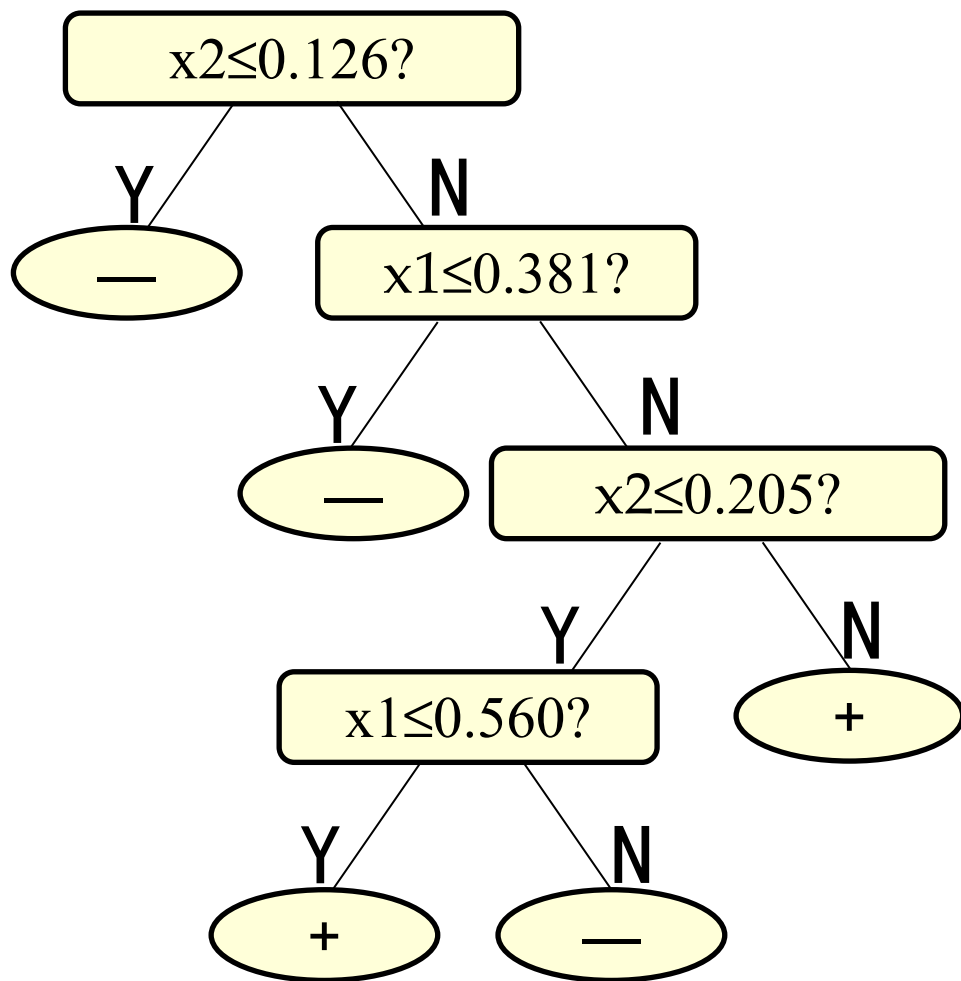 x2≤0.126?
Y
N
—
x1≤0.381?
Y
N
—
x2≤0.205?
Y
N
x1≤0.560?
+
Y
N
+
—